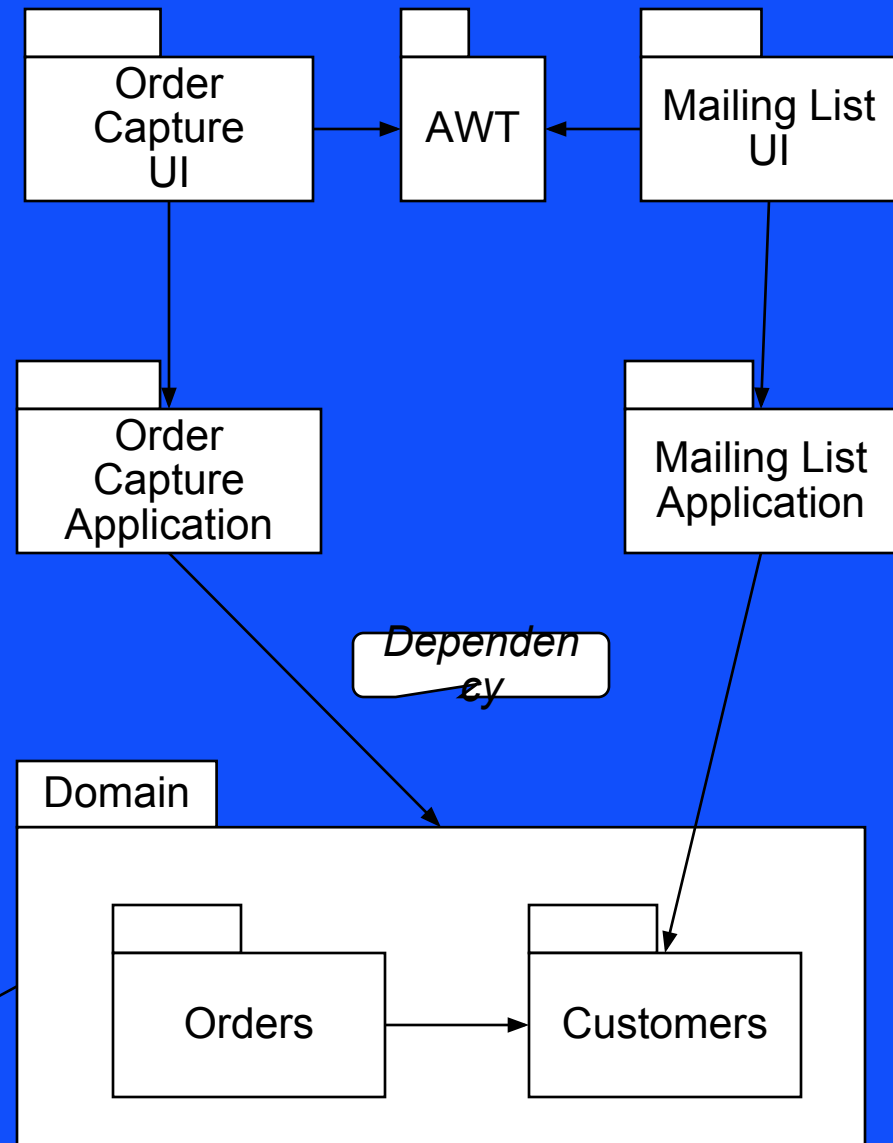 Order
Capture
UI
AWT
Mailing List
UI
Order
Capture
Application
Mailing List
Application
Dependen
cy
Domain
Orders
Customers